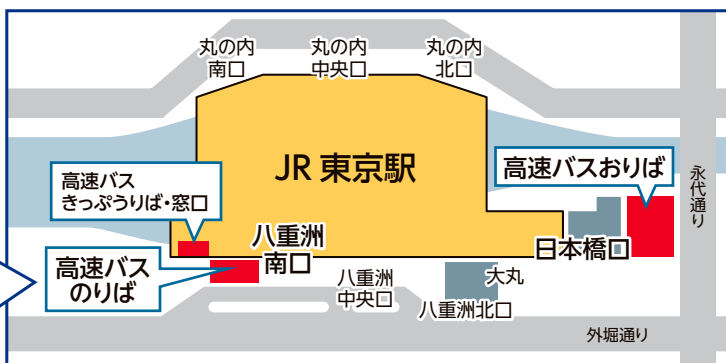 丸の内
南口
丸の内
中央口
丸の内
北口
JR 東京駅
高速バス
きっぷうりば・窓口
高速バスおりば
永代通り
八重洲
南口
日本橋口
高速バス
のりば
八重洲
中央口
大丸
八重洲北口
外堀通り